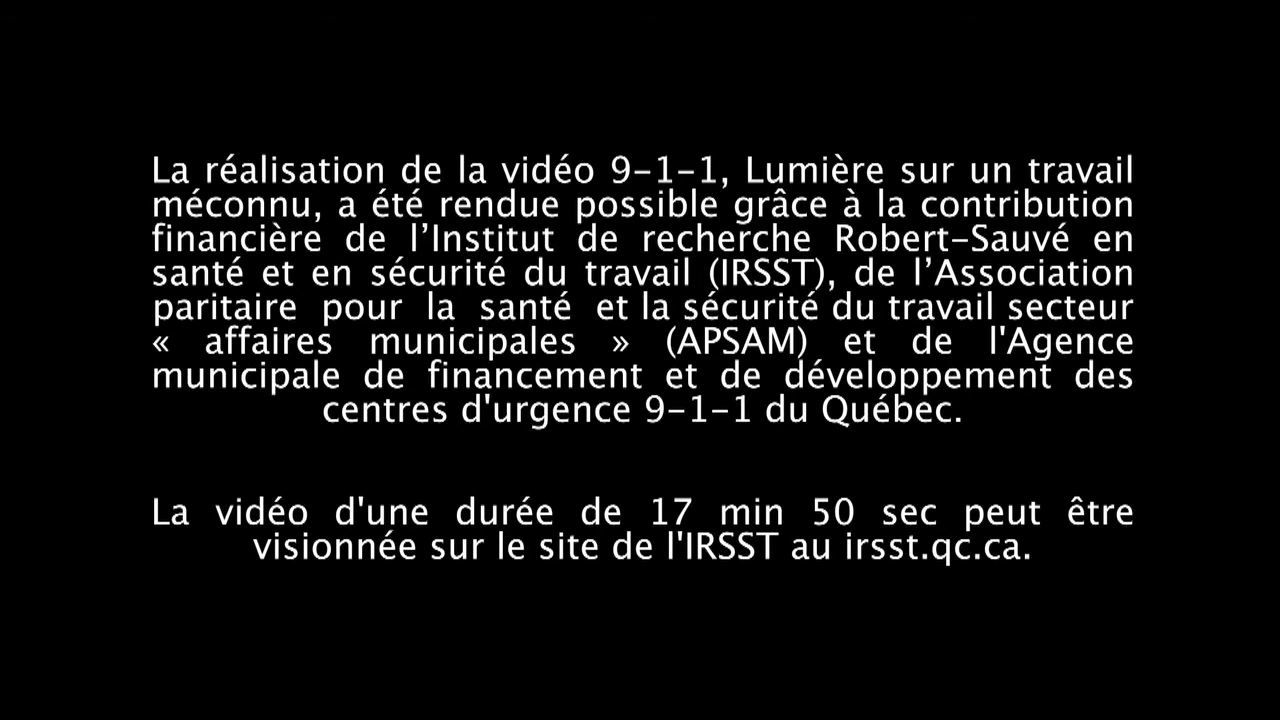 La réalisation de la vidéo 9-1-1, Lumière sur un travail
méconnu, a été rendue possible grâce à la contribution
financière de l’Institut de recherche Robert-Sauvé en
santé et en sécurité du travail (IRSST), de l’Association
paritaire pour la santé et la sécurité du travail secteur
« affaires municipales » (APSAM) et de l'Agence
municipale de financement et de développement des
centres d'urgence 9-1-1 du Québec.
La vidéo d'une durée de 17 min 50 sec peut être
visionnée sur le site de l'IRSST au irsst.qc.ca.